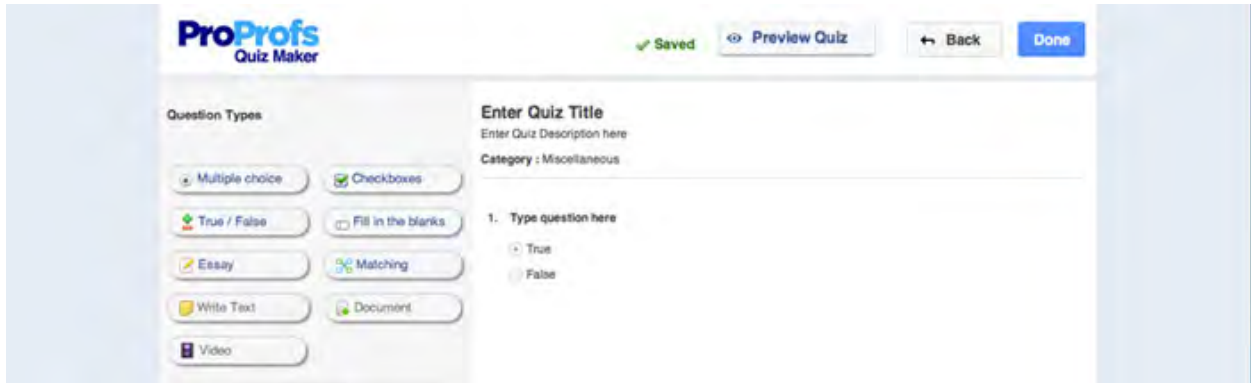 ProProfs
Quiz Maker
Saved
Preview Quiz
Back
Done
Question Types
Multiple choice
Checkboxes
True / False
Fill in the blanks
Essay
Matching
Write Text
Document
Video
Enter Quiz Title
Enter Quiz Description here
Category : Miscellaneous
1. Type question here
True
False